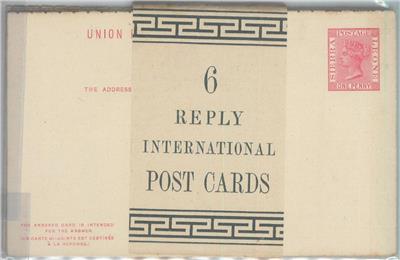 UNION
THE ADDRESS
6
REPLY
INTERNATIONAL
POST CARDS
SIERRA
POSTAGE
LEONE
ONE PENNY
THE ANNEXED CARD IS INTENDED
FOR THE ANSWER.
(LA CARTE CI-JOINTE EST DESTINÉE
À LA RÉPONSE.)